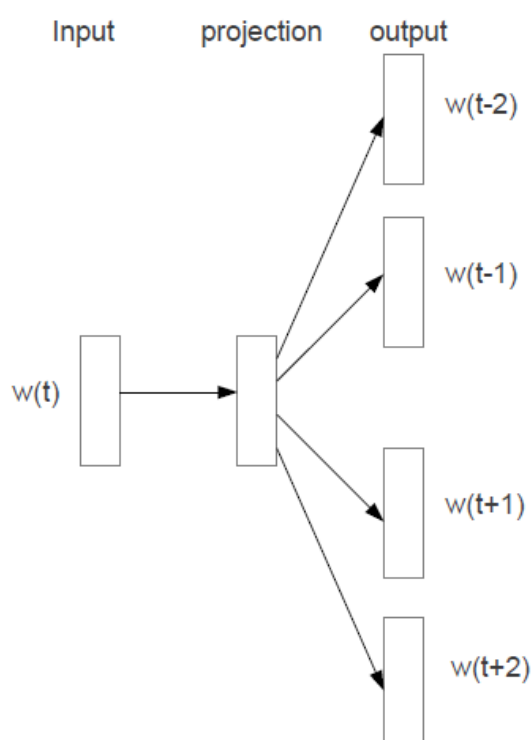 Input projection output
w(t-2)
w(t-1)
w(t)
w(t+1)
w(t+2)